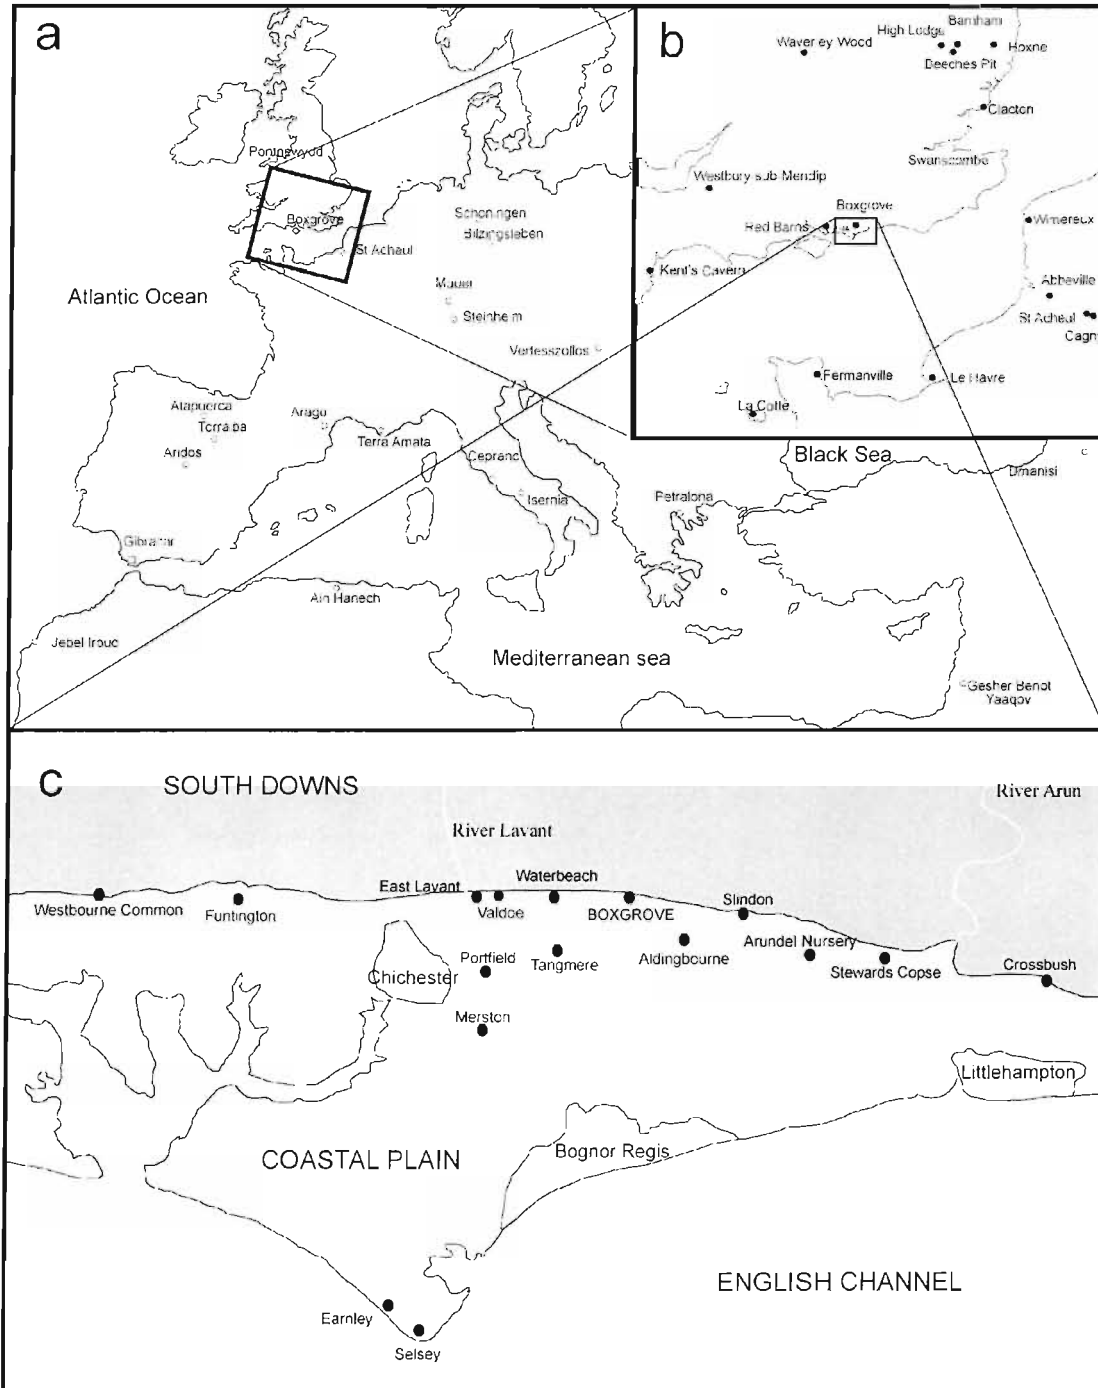 a
Pontnewydd
Boxgrove
St Achaul
Schoningen
Bilzingsleben
Mauer
Steinheim
Vertesszollos
Atlantic Ocean
Atapuerca
Torralba
Aridos
Arago
Terra Amata
Ceprano
Isernia
Petralona
Black Sea
Dmanisi
Gibraltar
Ain Hanech
Jebel Irouc
Mediterranean sea
Gesher Benot
Yaaqov
b
Barnham
High Lodge
Hoxne
Waverley Wood
Beeches Pit
Clacton
Swanscombe
Westbury-sub-Mendip
Boxgrove
Red Barns
Wimereux
Kent's Cavern
Abbeville
St Acheul
Cagny
Fermanville
Le Havre
La Cotte
c
SOUTH DOWNS
River Arun
River Lavant
Westbourne Common
Funtington
East Lavant
Valdoe
Waterbeach
BOXGROVE
Slindon
Arundel Nursery
Stewards Copse
Crossbush
Chichester
Portfield
Tangmere
Aldingbourne
Merston
Littlehampton
COASTAL PLAIN
Bognor Regis
ENGLISH CHANNEL
Earnley
Selsey